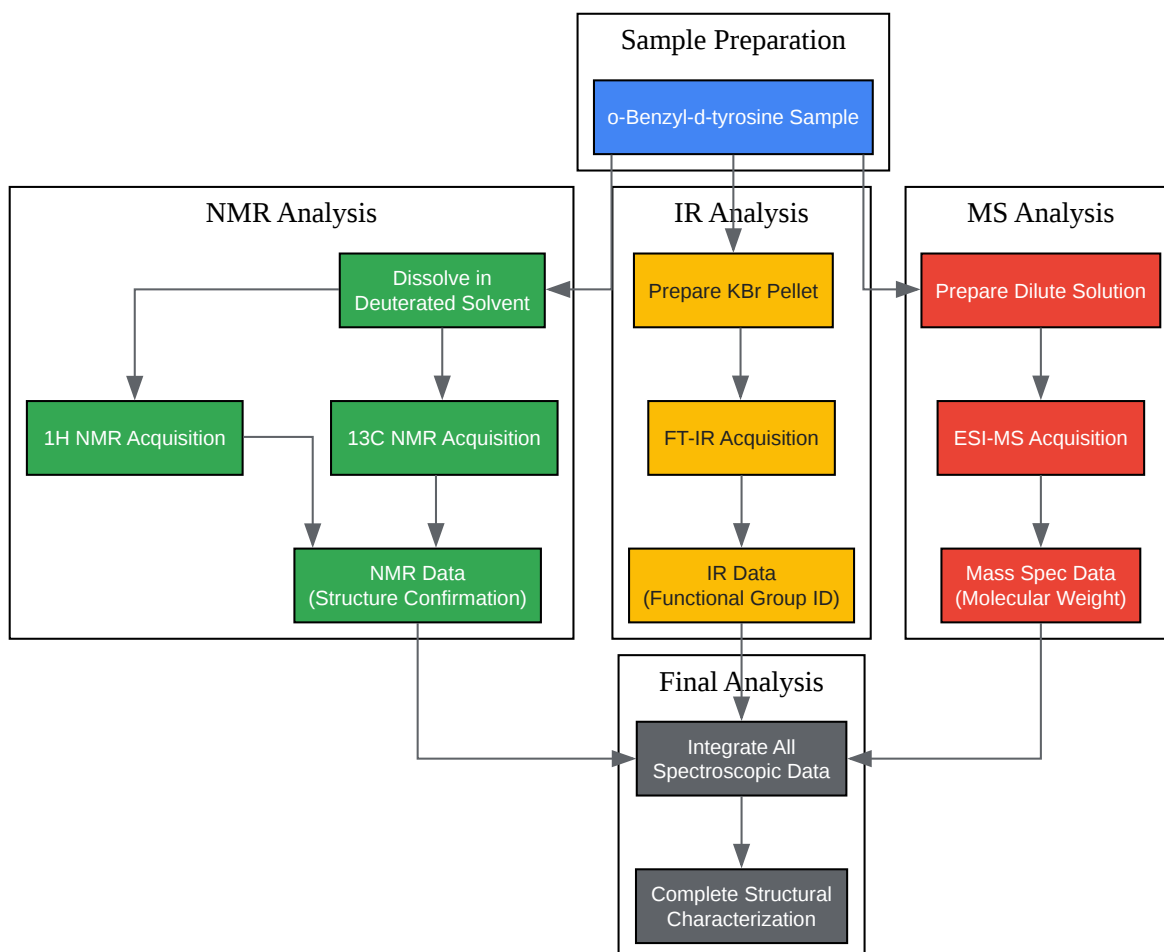 Sample Preparation
o-Benzyl-d-tyrosine Sample
NMR Analysis
Dissolve in
Deuterated Solvent
1H NMR Acquisition
13C NMR Acquisition
NMR Data
(Structure Confirmation)
IR Analysis
Prepare KBr Pellet
FT-IR Acquisition
IR Data
(Functional Group ID)
MS Analysis
Prepare Dilute Solution
ESI-MS Acquisition
Mass Spec Data
(Molecular Weight)
Final Analysis
Integrate All
Spectroscopic Data
Complete Structural
Characterization